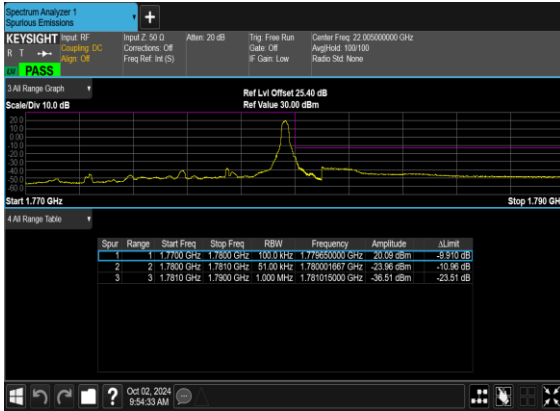 Spectrum Analyzer 1
Spurious Emissions
+
KEYSIGHT Input: RF Input Z: 50 Ω Atten: 20 dB Trig: Free Run Center Freq: 22.005000000 GHz
R T Coupling: DC Corrections: Off Gate: Off Avg|Hold: 100/100
Align: Off Freq Ref: Int (S) IF Gain: Low Radio Std: None
PASS
3 All Range Graph
Ref Lvl Offset 25.40 dB
Scale/Div 10.0 dB Ref Value 30.00 dBm
20.0
10.0
0.00
-10.0
-20.0
-30.0
-40.0
-50.0
-60.0
Start 1.770 GHz Stop 1.790 GH
4 All Range Table
Spur Range Start Freq Stop Freq RBW Frequency Amplitude ΔLimit
1 1 1.7700 GHz 1.7800 GHz 100.0 kHz 1.779650000 GHz 20.09 dBm -9.910 dB
2 2 1.7800 GHz 1.7810 GHz 51.00 kHz 1.780001667 GHz -23.96 dBm -10.96 dB
3 3 1.7810 GHz 1.7900 GHz 1.000 MHz 1.781015000 GHz -36.51 dBm -23.51 dB
? Oct 02, 2024
9:54:33 AM